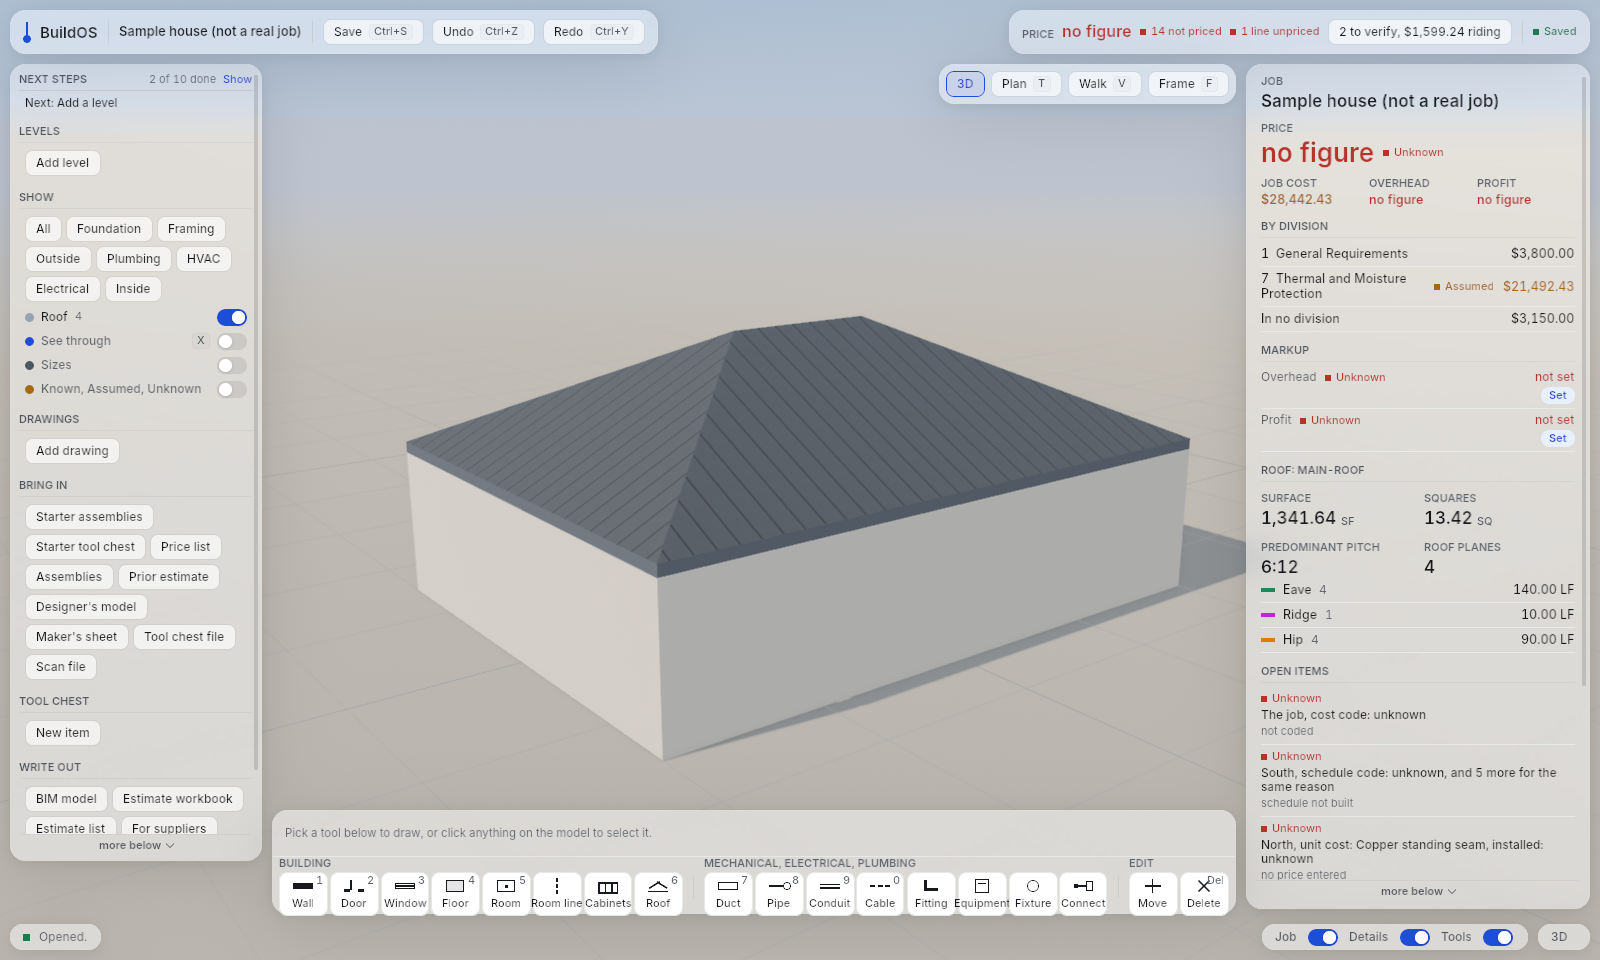 BuildOS
Sample house (not a real job)
Save Ctrl+S
Undo Ctrl+Z
Redo Ctrl+Y
PRICE no figure 14 not priced 1 line unpriced 2 to verify, $1,599.24 riding Saved
NEXT STEPS 2 of 10 done Show
Next: Add a level
LEVELS
Add level
SHOW
All Foundation Framing
Outside Plumbing HVAC
Electrical Inside
Roof 4
See through X
Sizes
Known, Assumed, Unknown
DRAWINGS
Add drawing
BRING IN
Starter assemblies
Starter tool chest Price list
Assemblies Prior estimate
Designer's model
Maker's sheet Tool chest file
Scan file
TOOL CHEST
New item
WRITE OUT
BIM model Estimate workbook
Estimate list For suppliers
more below
Opened.
3D Plan T Walk V Frame F
Pick a tool below to draw, or click anything on the model to select it.
BUILDING
1 2 3 4 5 6
Wall Door Window Floor Room Room line Cabinets Roof
MECHANICAL, ELECTRICAL, PLUMBING
7 8 9 0
Duct Pipe Conduit Cable Fitting Equipment Fixture Connect
EDIT
Del
Move Delete
JOB
Sample house (not a real job)
PRICE
no figure Unknown
JOB COST OVERHEAD PROFIT
$28,442.43 no figure no figure
BY DIVISION
1 General Requirements $3,800.00
7 Thermal and Moisture
Protection Assumed $21,492.43
In no division $3,150.00
MARKUP
Overhead Unknown not set
Set
Profit Unknown not set
Set
ROOF: MAIN-ROOF
SURFACE SQUARES
1,341.64 SF 13.42 SQ
PREDOMINANT PITCH ROOF PLANES
6:12 4
Eave 4 140.00 LF
Ridge 1 10.00 LF
Hip 4 90.00 LF
OPEN ITEMS
Unknown
The job, cost code: unknown
not coded
Unknown
South, schedule code: unknown, and 5 more for the
same reason
schedule not built
Unknown
North, unit cost: Copper standing seam, installed:
unknown
no price entered
more below
Job Details Tools 3D